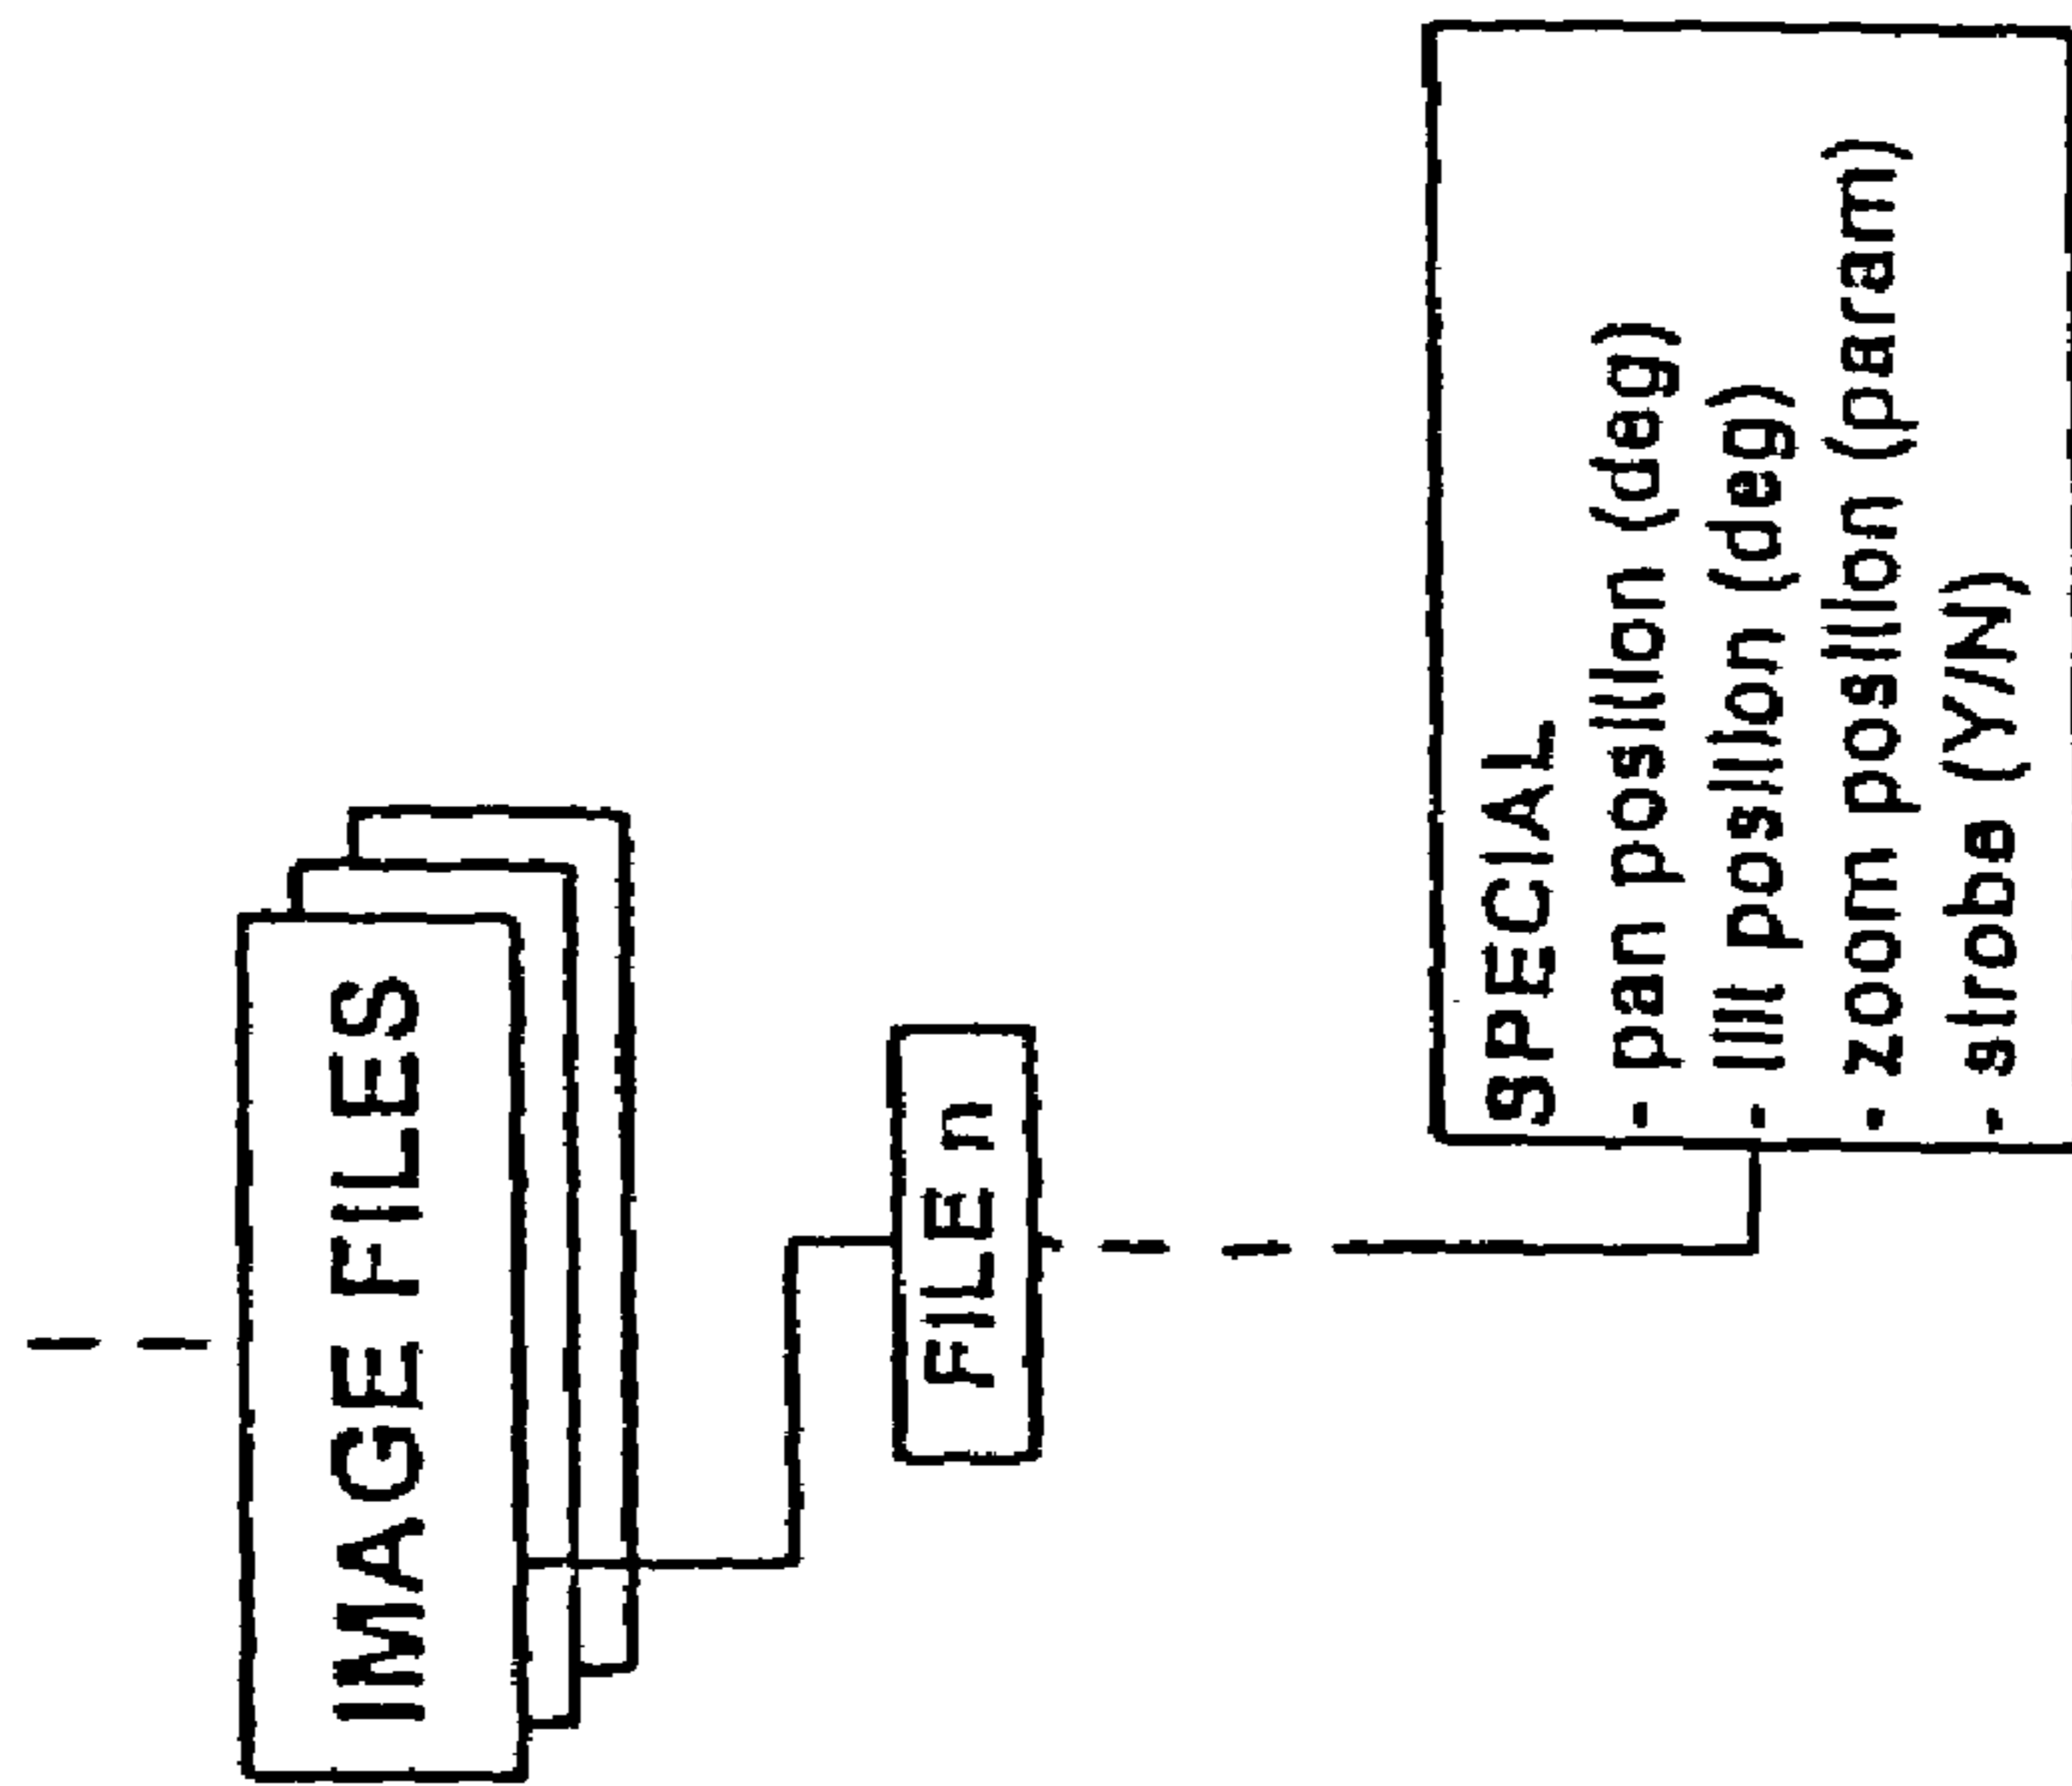 IMAGE FILES
FILE n
SPECIAL
• pan position (deg)
• tilt position (deg)
• zoom position (param)
• strobe (Y/N)